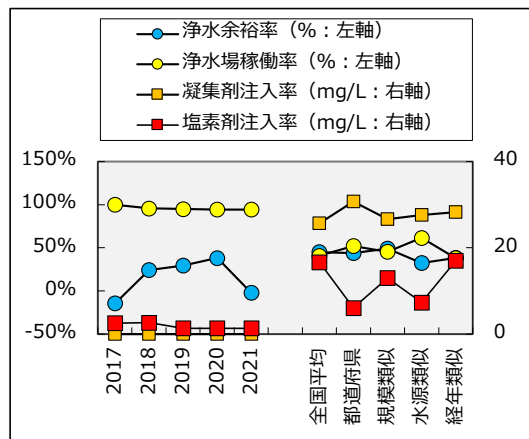 浄水余裕率（%：左軸）
浄水場稼働率（%：左軸）
凝集剤注入率（mg/L：右軸）
塩素剤注入率（mg/L：右軸）
150%
100%
50%
0%
-50%
40
20
0
2017
2018
2019
2020
2021
全国平均
都道府県
規模類似
水源類似
経年類似